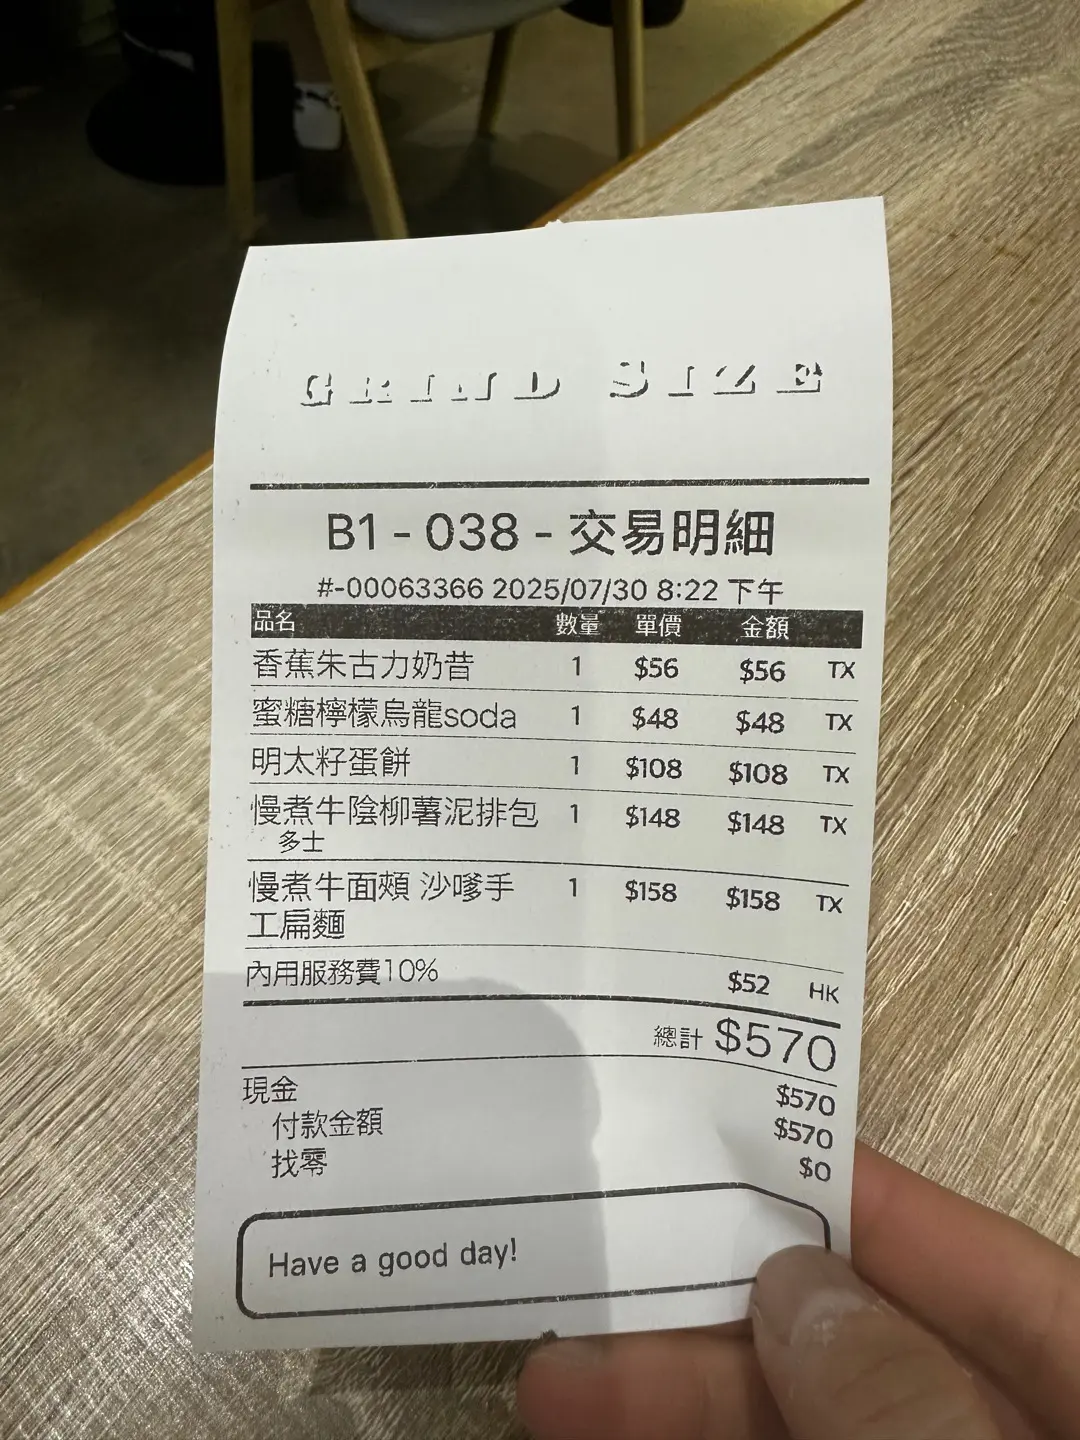 GRIND SIZE
B1 - 038 - 交易明細
#-00063366 2025/07/30 8:22 下午
品名 數量 單價 金額
香蕉朱古力奶昔 1 $56 $56 TX
蜜糖檸檬烏龍soda 1 $48 $48 TX
明太籽蛋餅 1 $108 $108 TX
慢煮牛陰柳薯泥排包 1 $148 $148 TX
多士
慢煮牛面頰 沙嗲手 1 $158 $158 TX
工扁麵
內用服務費10% $52 HK
總計 $570
現金 $570
付款金額 $570
找零 $0
Have a good day!